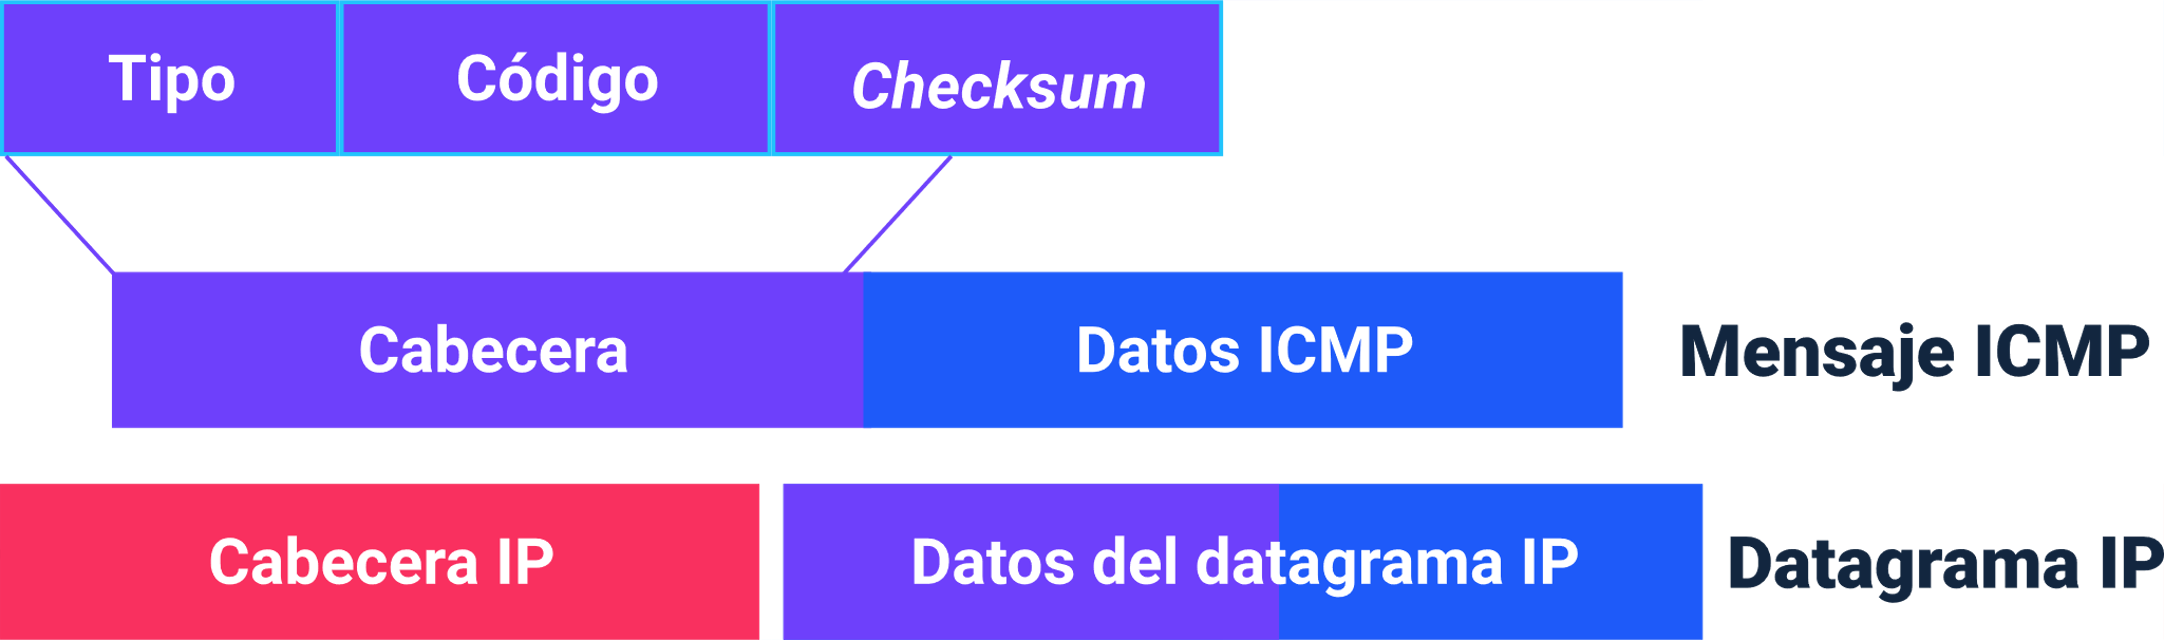 Tipo Código Checksum
Cabecera Datos ICMP Mensaje ICMP
Cabecera IP Datos del datagrama IP Datagrama IP